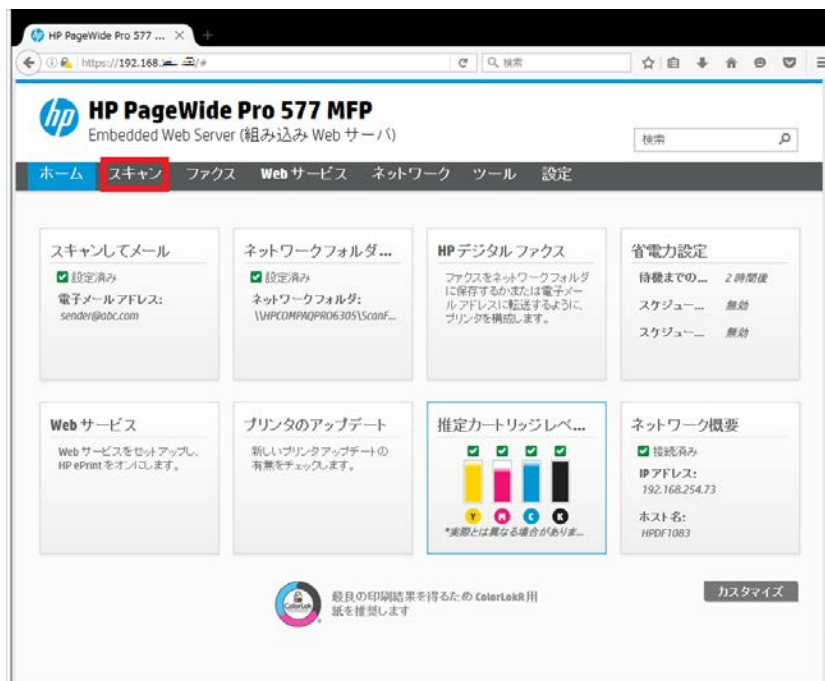 HP PageWide Pro 577 ...
https://192.168.
検索
hp
HP PageWide Pro 577 MFP
Embedded Web Server (組み込み Web サーバ)
検索
ホーム スキャン ファクス Web サービス ネットワーク ツール 設定
スキャンしてメール
設定済み
電子メール アドレス:
sender@abc.com
ネットワークフォルダ...
設定済み
ネットワークフォルダ:
\\HPCOMPAQPRO6305\ScanF...
HP デジタル ファクス
ファクスをネットワークフォルダ
に保存するかまたは電子メー
ル アドレスに転送するように、
プリンタを構成します。
省電力設定
待機までの... 2 時間後
スケジュー... 無効
スケジュー... 無効
Web サービス
Web サービスをセットアップし、
HP ePrint をオンにします。
プリンタのアップデート
新しいプリンタアップデートの
有無をチェックします。
推定カートリッジレベ...
Y M C K
*実際とは異なる場合がありま...
ネットワーク概要
接続済み
IP アドレス:
192.168.254.73
ホスト名:
HPDF1083
ColorLok
最良の印刷結果を得るため ColorLokR 用
紙を推奨します
カスタマイズ